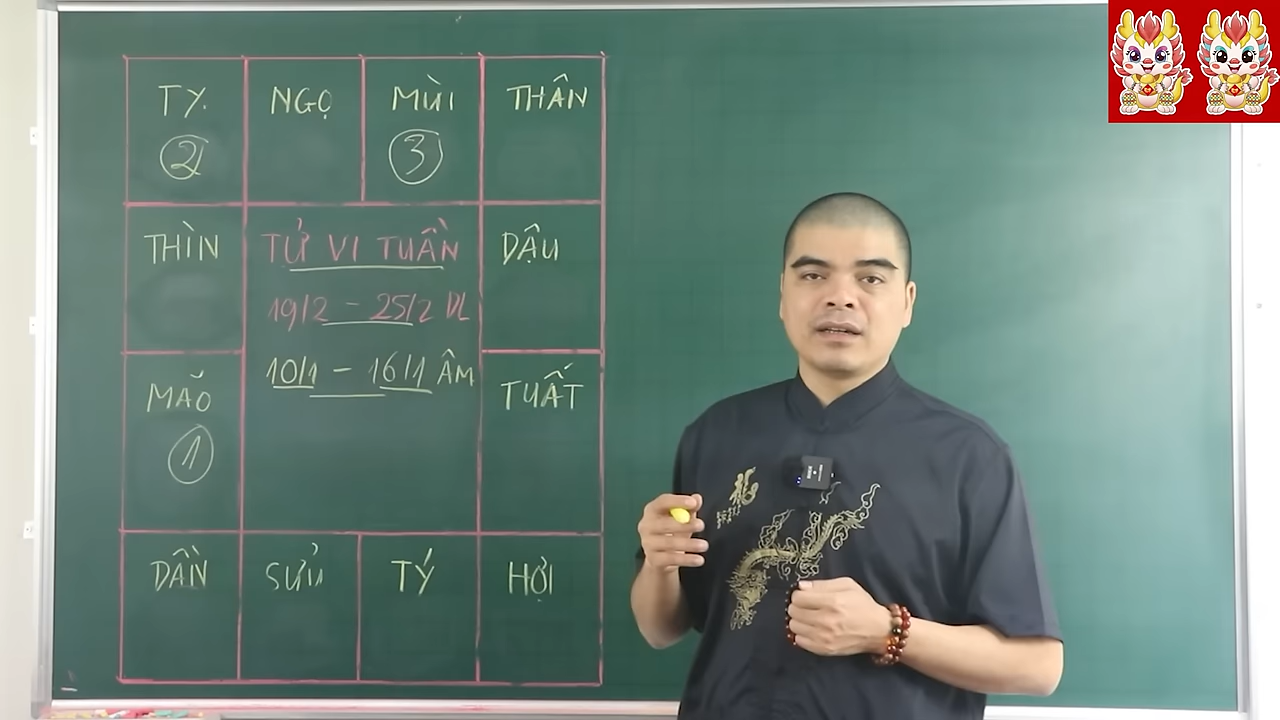 TỴ NGỌ MÙI THÂN
2 3
THÌN TỬ VI TUẦN DẬU
19/2 - 25/2 DL
10/1 - 16/1 ÂM
MÃO TUẤT
1
DẦN SỬU TÝ HỢI